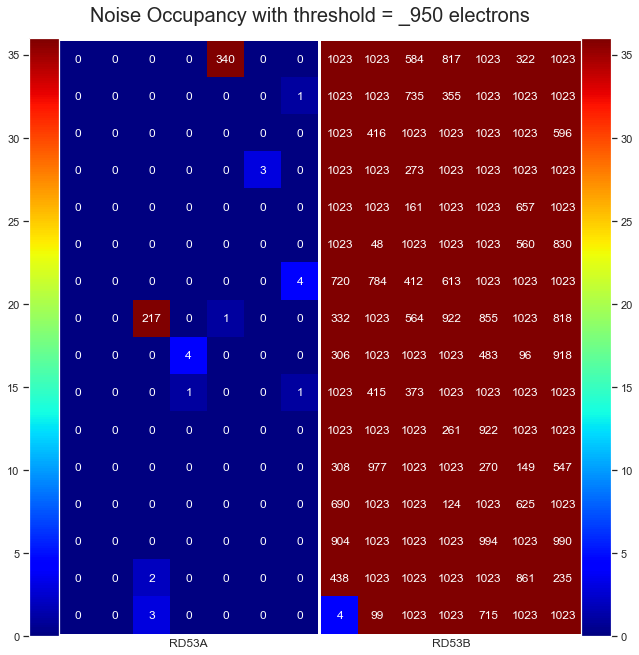 Noise Occupancy with threshold = _950 electrons
35 0 0 0 0 340 0 0 1023 1023 584 817 1023 322 1023 35
0 0 0 0 0 0 1 1023 1023 735 355 1023 1023 1023
30 0 0 0 0 0 0 0 1023 416 1023 1023 1023 1023 596 30
0 0 0 0 0 3 0 1023 1023 273 1023 1023 1023 1023
25 0 0 0 0 0 0 0 1023 1023 161 1023 1023 657 1023 25
0 0 0 0 0 0 0 1023 48 1023 1023 1023 560 830
0 0 0 0 0 0 4 720 784 412 613 1023 1023 1023
20 0 0 217 0 1 0 0 332 1023 564 922 855 1023 818 20
0 0 0 4 0 0 0 306 1023 1023 1023 483 96 918
15 0 0 0 1 0 0 1 1023 415 373 1023 1023 1023 1023 15
0 0 0 0 0 0 0 1023 1023 1023 261 922 1023 1023
10 0 0 0 0 0 0 0 308 977 1023 1023 270 149 547 10
0 0 0 0 0 0 0 690 1023 1023 124 1023 625 1023
5 0 0 0 0 0 0 0 904 1023 1023 1023 994 1023 990 5
0 0 2 0 0 0 0 438 1023 1023 1023 1023 861 235
0 0 3 0 0 0 0 4 99 1023 1023 715 1023 1023
0 0
RD53A RD53B